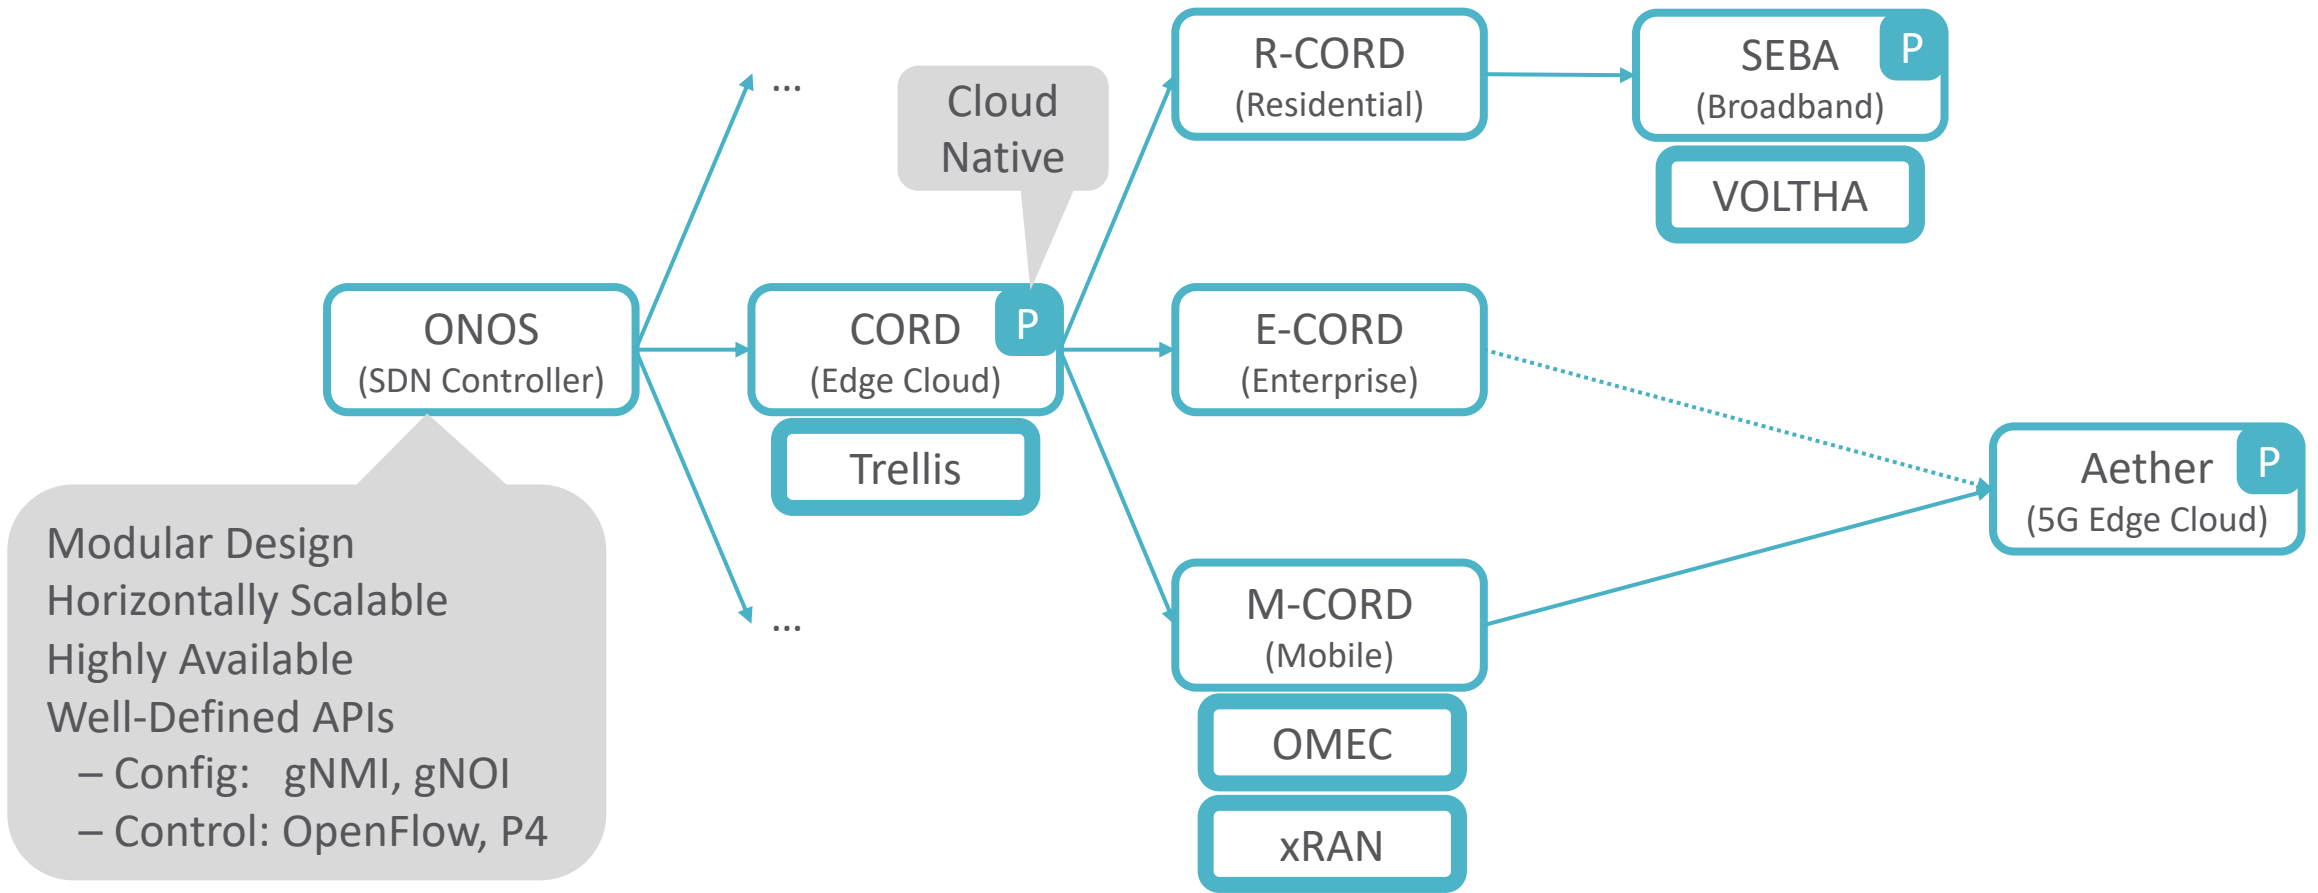 ...
Cloud
Native
R-CORD
(Residential)
SEBA
(Broadband)
P
VOLTHA
ONOS
(SDN Controller)
CORD
(Edge Cloud)
P
Trellis
E-CORD
(Enterprise)
Aether
(5G Edge Cloud)
P
Modular Design
Horizontally Scalable
Highly Available
Well-Defined APIs
– Config: gNMI, gNOI
– Control: OpenFlow, P4
...
M-CORD
(Mobile)
OMEC
xRAN